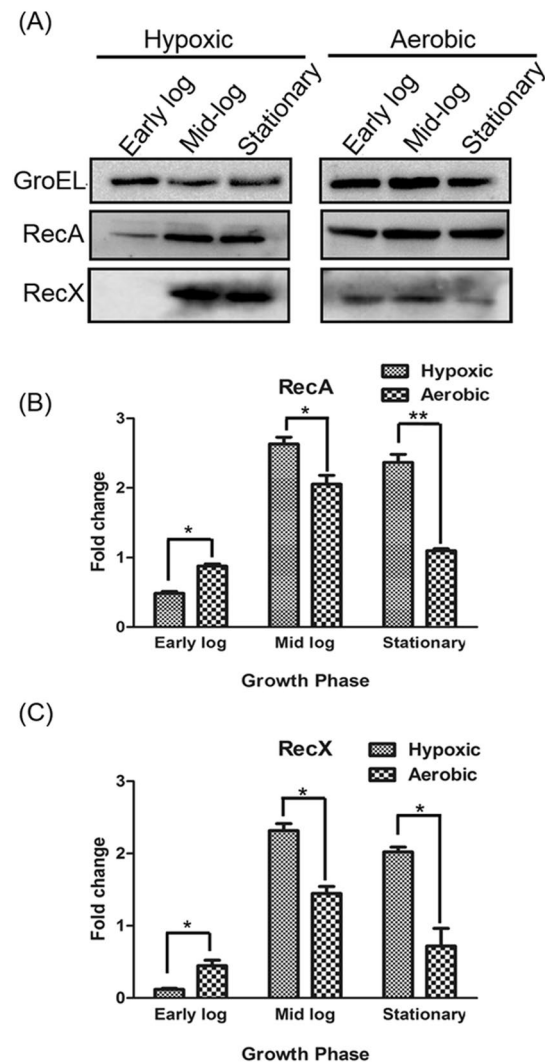 (A)
Hypoxic Aerobic
Early log Mid-log Stationary Early log Mid-log Stationary
GroEL
RecA
RecX
(B)
RecA
Hypoxic
Aerobic
* * **
Fold change
3
2
1
0
Early log Mid log Stationary
Growth Phase
(C)
RecX
Hypoxic
Aerobic
* * *
Fold change
3
2
1
0
Early log Mid log Stationary
Growth Phase